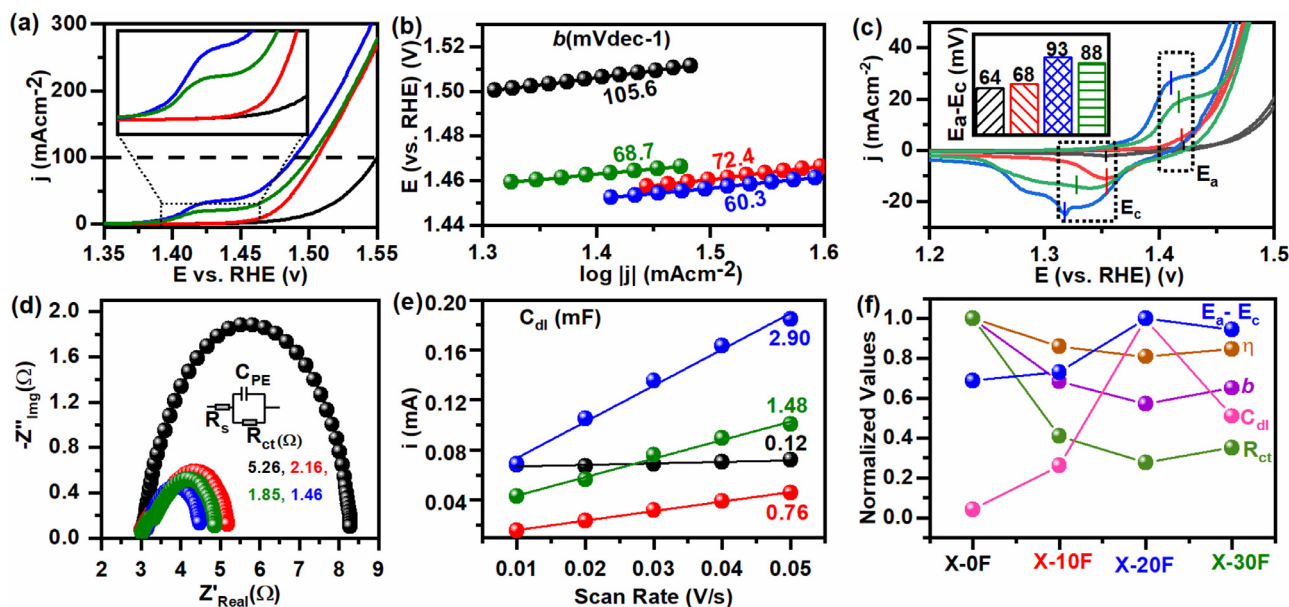 (a)
j (mAcm-2)
300
200
100
0
1.35
1.40
1.45
1.50
1.55
E vs. RHE (v)
(b)
b(mVdec-1)
E (vs. RHE) (V)
1.52
1.50
1.48
1.46
1.44
105.6
68.7
72.4
60.3
1.3
1.4
1.5
1.6
log |j| (mAcm-2)
(c)
j (mAcm-2)
40
20
0
-20
Ea-Ec (mV)
64
68
93
88
Ea
Ec
1.2
1.3
1.4
1.5
E (vs. RHE) (V)
(d)
-Z"Img(Ω)
2.0
1.6
1.2
0.8
0.4
0.0
CPE
Rs
Rct(Ω)
5.26, 2.16,
1.85, 1.46
2
3
4
5
6
7
8
9
Z'Real(Ω)
(e)
Cdl (mF)
i (mA)
0.20
0.16
0.12
0.08
0.04
2.90
1.48
0.12
0.76
0.01
0.02
0.03
0.04
0.05
Scan Rate (V/s)
(f)
Normalized Values
1.0
0.8
0.6
0.4
0.2
0.0
Ea- Ec
η
b
Cdl
Rct
X-0F
X-10F
X-20F
X-30F